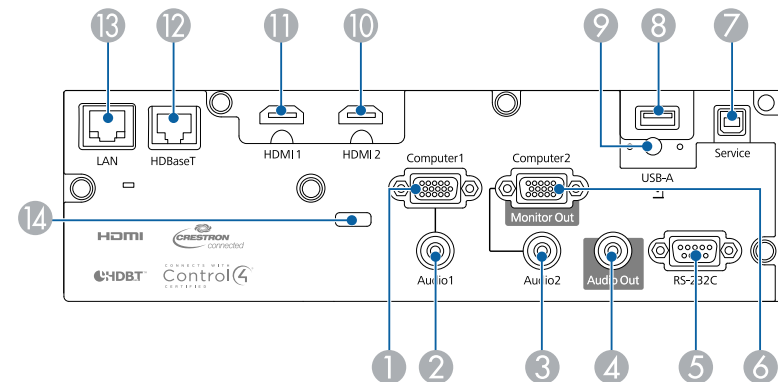 13 12 11 10 9 8 7
LAN HDBaseT HDMI 1 HDMI 2 USB-A Service
Computer1 Computer2
Monitor Out
14
HDMI CRESTRON connected
HDBT CONNECTS WITH Control4 CERTIFIED
Audio1 Audio2 Audio Out RS-232C
1 2 3 4 5 6